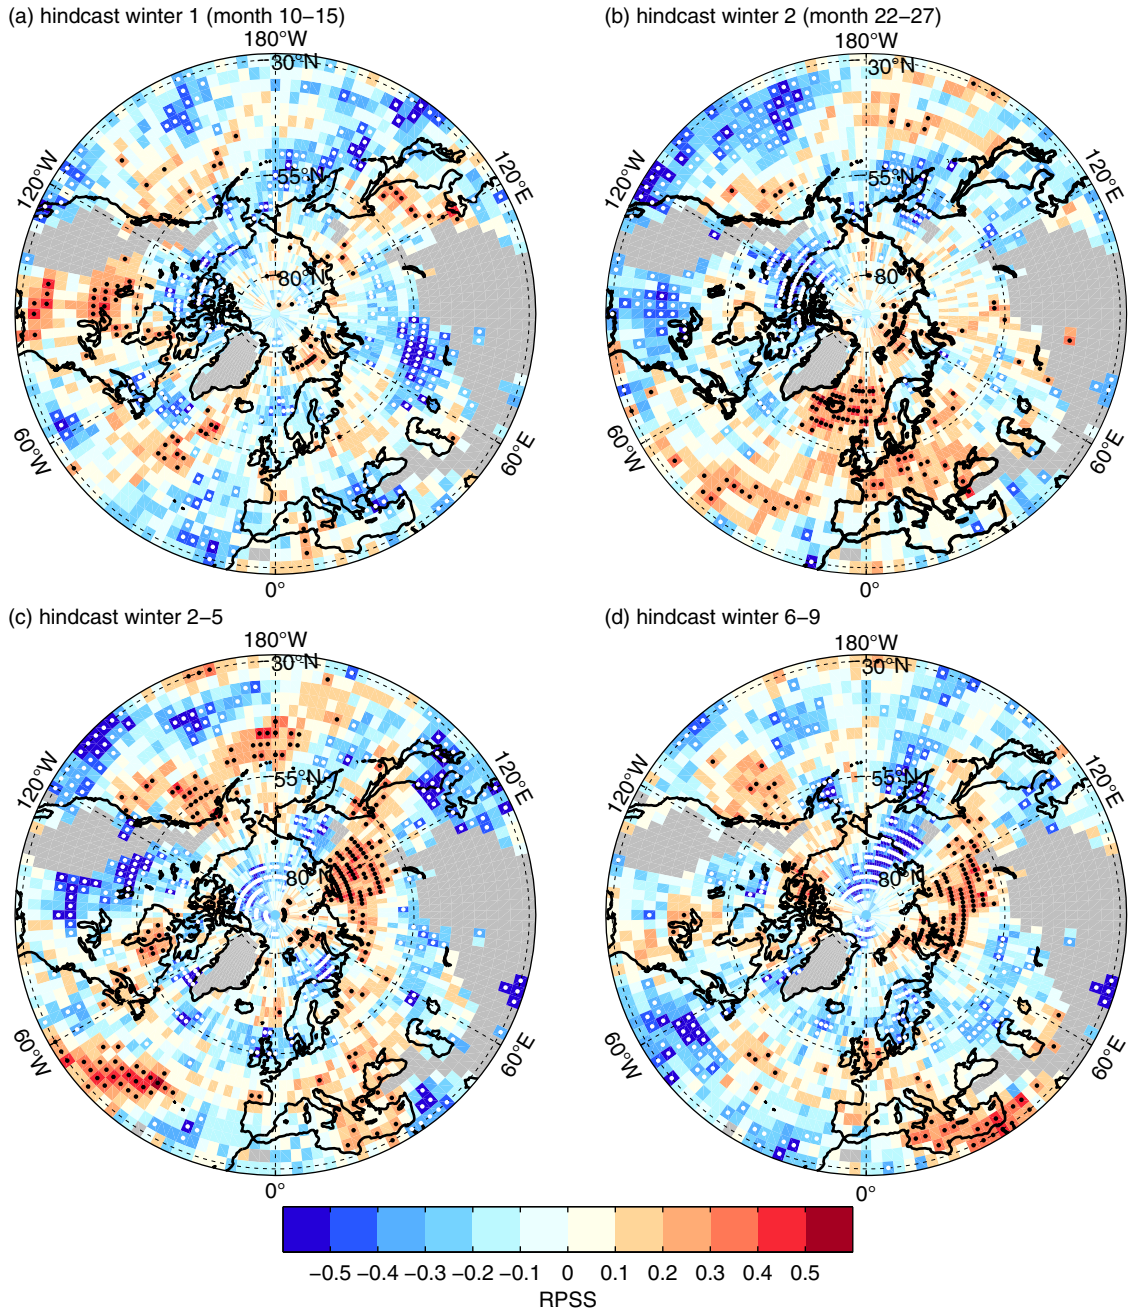 (a) hindcast winter 1 (month 10−15)
180°W
30°N
120°W
120°E
55°N
80°N
60°W
60°E
0°
(b) hindcast winter 2 (month 22−27)
180°W
30°N
120°W
120°E
55°N
80°N
60°W
60°E
0°
(c) hindcast winter 2−5
180°W
30°N
120°W
120°E
55°N
80°N
60°W
60°E
0°
(d) hindcast winter 6−9
180°W
30°N
120°W
120°E
55°N
80°N
60°W
60°E
0°
−0.5 −0.4 −0.3 −0.2 −0.1 0 0.1 0.2 0.3 0.4 0.5
RPSS